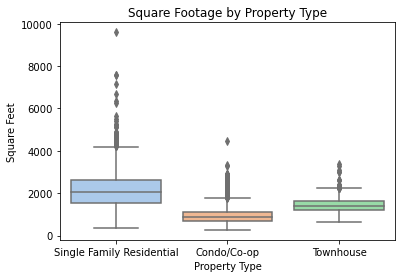 Square Footage by Property Type
10000
8000
6000
4000
2000
0
Square Feet
Single Family Residential
Condo/Co-op
Townhouse
Property Type